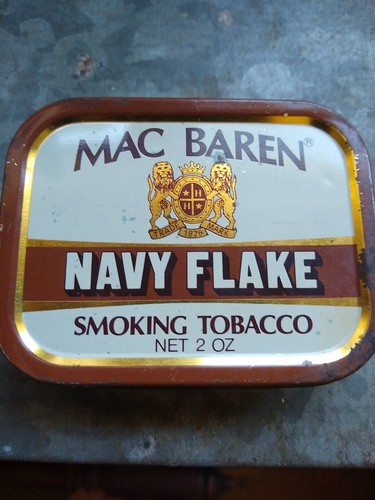 MAC BAREN®
H
H
TRADE 1826 MARK
NAVY FLAKE
SMOKING TOBACCO
NET 2 OZ